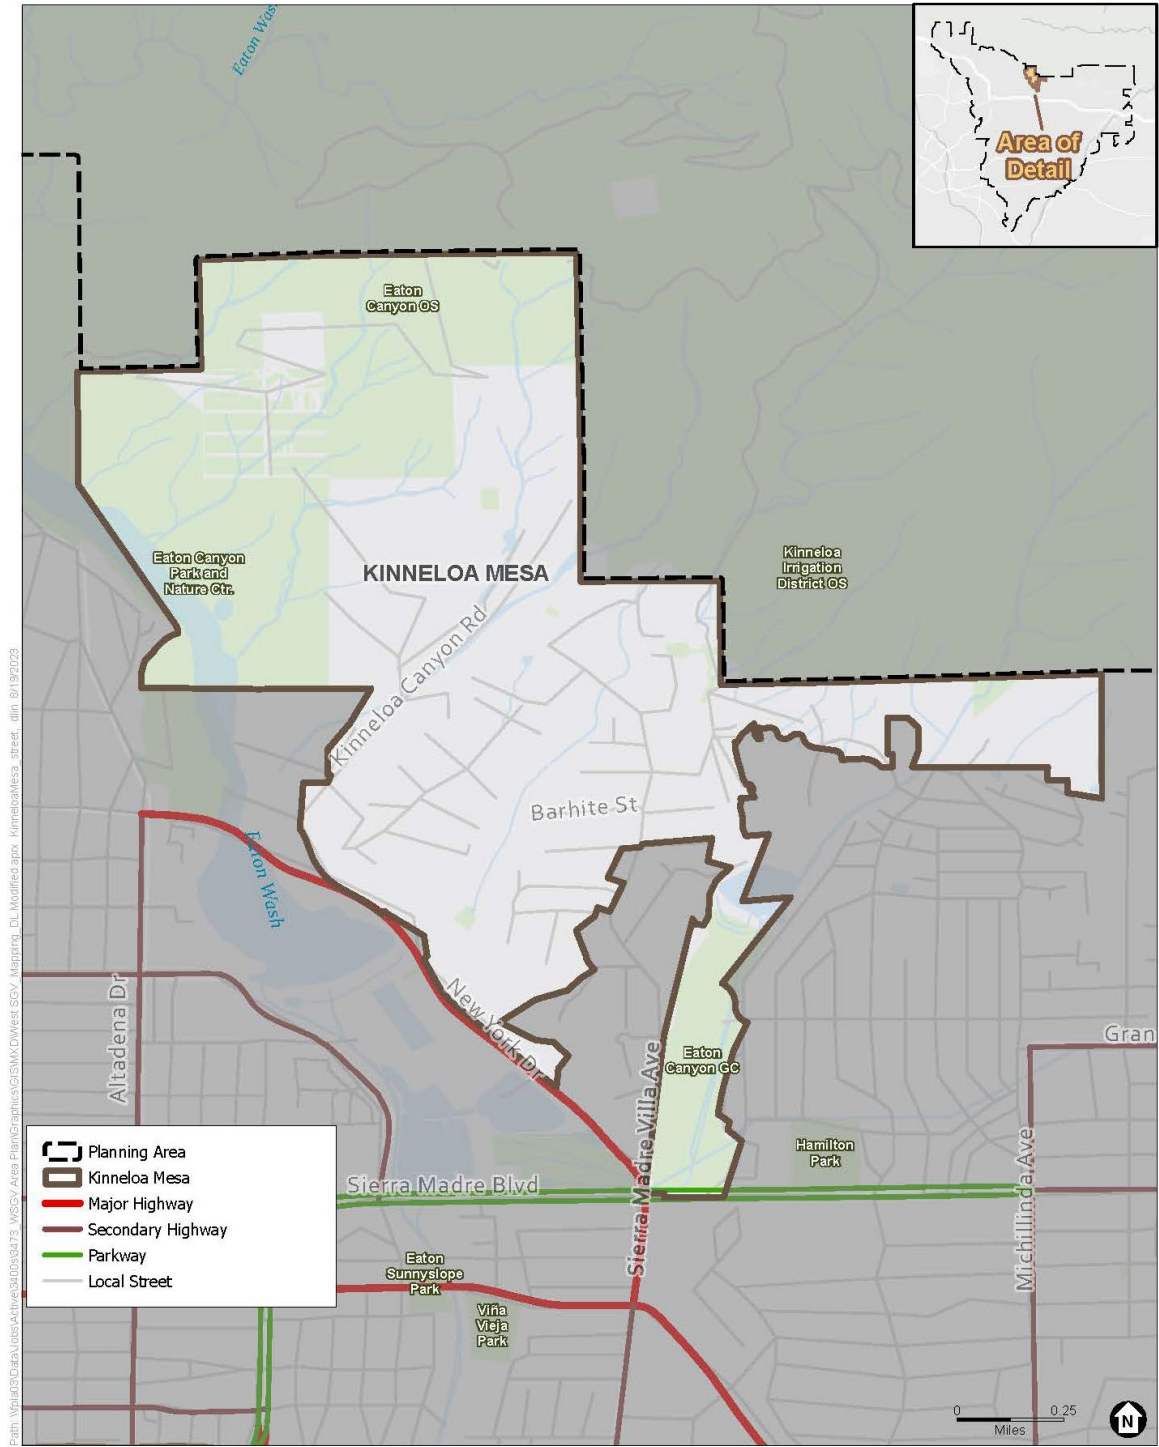 Eaton Was
Area of
Detail
Eaton
Canyon OS
Eaton Canyon
Park and
Nature Ctr.
KINNELOA MESA
Kinneloa
Irrigation
District OS
Kinneloa Canyon Rd
Barhite St
Eaton Wash
Altadena Dr
New York Dr
Sierra Madre Villa Ave
Eaton
Canyon GC
Gran
Hamilton
Park
Michillinda Ave
Planning Area
Kinneloa Mesa
Major Highway
Secondary Highway
Parkway
Local Street
Sierra Madre Blvd
Eaton
Sunnyslope
Park
Viña
Vieja
Park
0 0.25
Miles
N